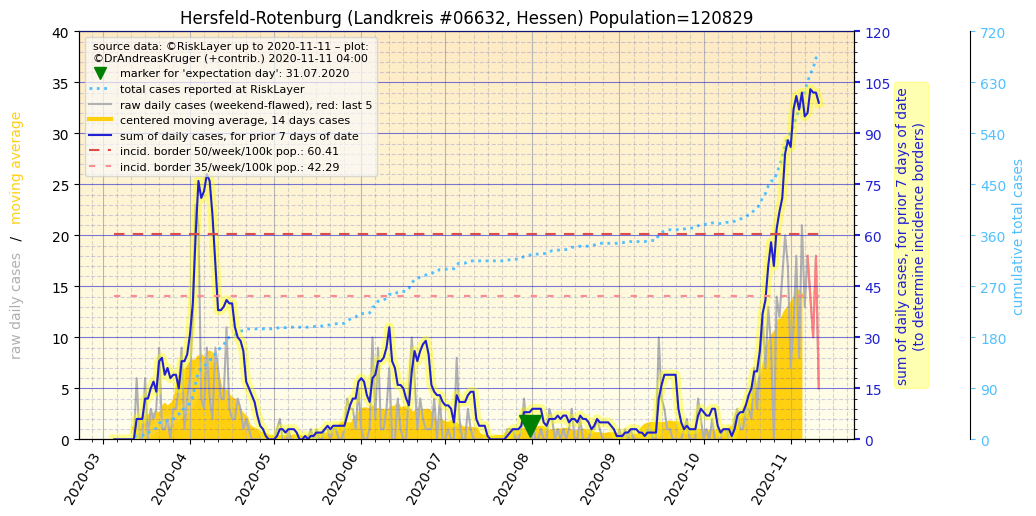 Hersfeld-Rotenburg (Landkreis #06632, Hessen) Population=120829
source data: ©RiskLayer up to 2020-11-11 – plot:
©DrAndreasKruger (+contrib.) 2020-11-11 04:00
marker for 'expectation day': 31.07.2020
total cases reported at RiskLayer
raw daily cases (weekend-flawed), red: last 5
centered moving average, 14 days cases
sum of daily cases, for prior 7 days of date
incid. border 50/week/100k pop.: 60.41
incid. border 35/week/100k pop.: 42.29
raw daily cases / moving average
40
35
30
25
20
15
10
5
0
2020-03
2020-04
2020-05
2020-06
2020-07
2020-08
2020-09
2020-10
2020-11
120
105
90
75
60
45
30
15
0
sum of daily cases, for prior 7 days of date
(to determine incidence borders)
720
630
540
450
360
270
180
90
0
cumulative total cases